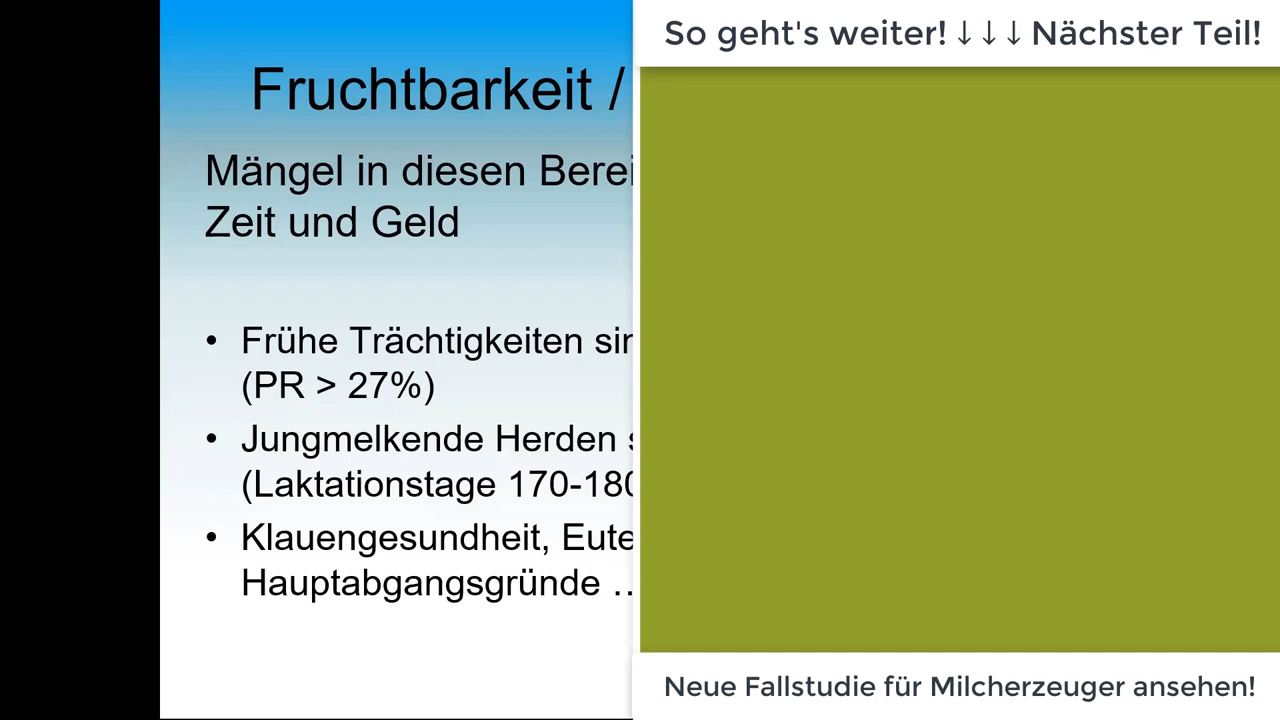 Fruchtbarkeit /
Mängel in diesen
Zeit und Geld
• Frühe Trächtigkeiten
(PR > 27%)
• Jungmelkende Herden
(Laktationstage 170-180
• Klauengesundheit,
Hauptabgangsgründe ..
So geht's weiter! ↓ ↓ ↓ Nächster Teil!
Neue Fallstudie für Milcherzeuger ansehen!